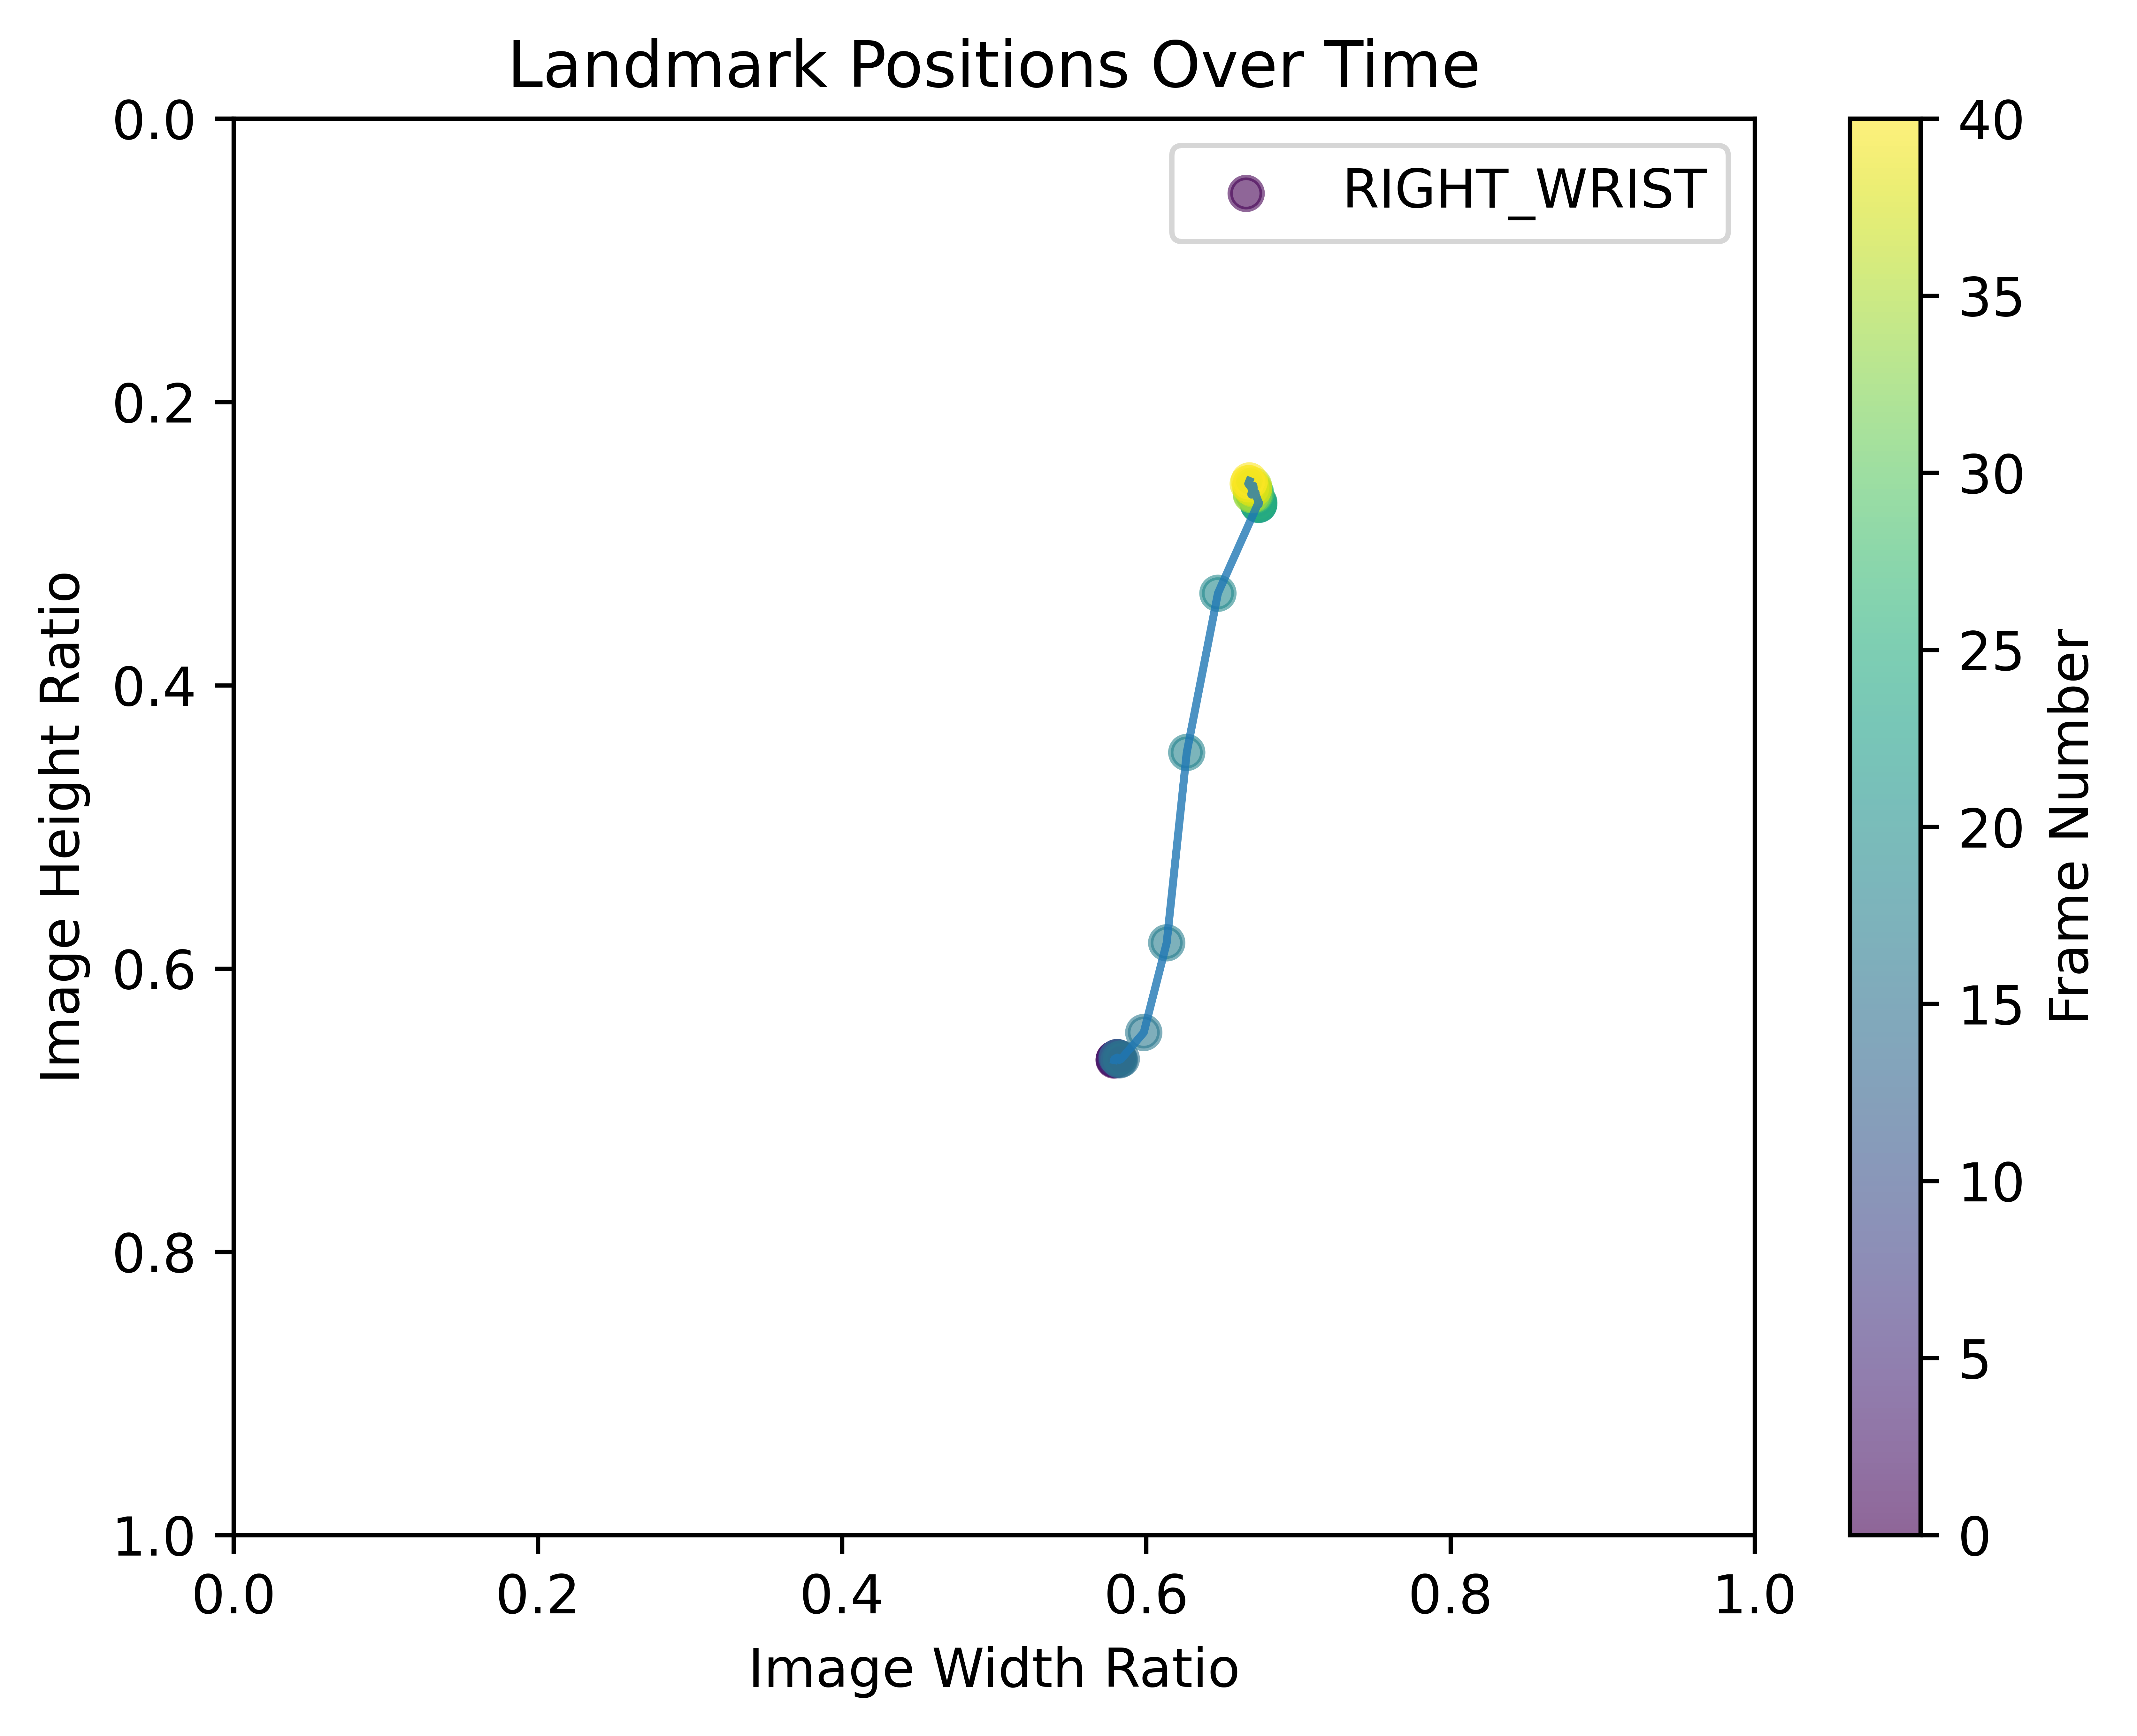 Landmark Positions Over Time
RIGHT_WRIST
0.0
0.2
0.4
0.6
0.8
1.0
Image Height Ratio
0.0 0.2 0.4 0.6 0.8 1.0
Image Width Ratio
40
35
30
25
20
15
10
5
0
Frame Number